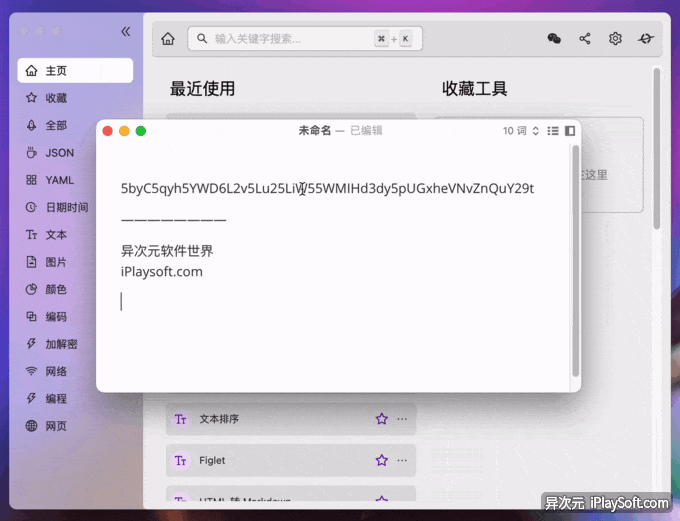 主页
收藏
全部
JSON
YAML
日期时间
文本
图片
颜色
编码
加解密
网络
编程
网页
输入关键字搜索...
⌘ + K
最近使用
收藏工具
在这里
未命名 — 已编辑
10 词
5byC5qyh5YWD6L2v5Lu25LiW55WMIHd3dy5pUGxheVNvZnQuY29t
————————
异次元软件世界
iPlaysoft.com
文本排序
Figlet
HTML 转 Markdown
异次元 iPlaySoft.com